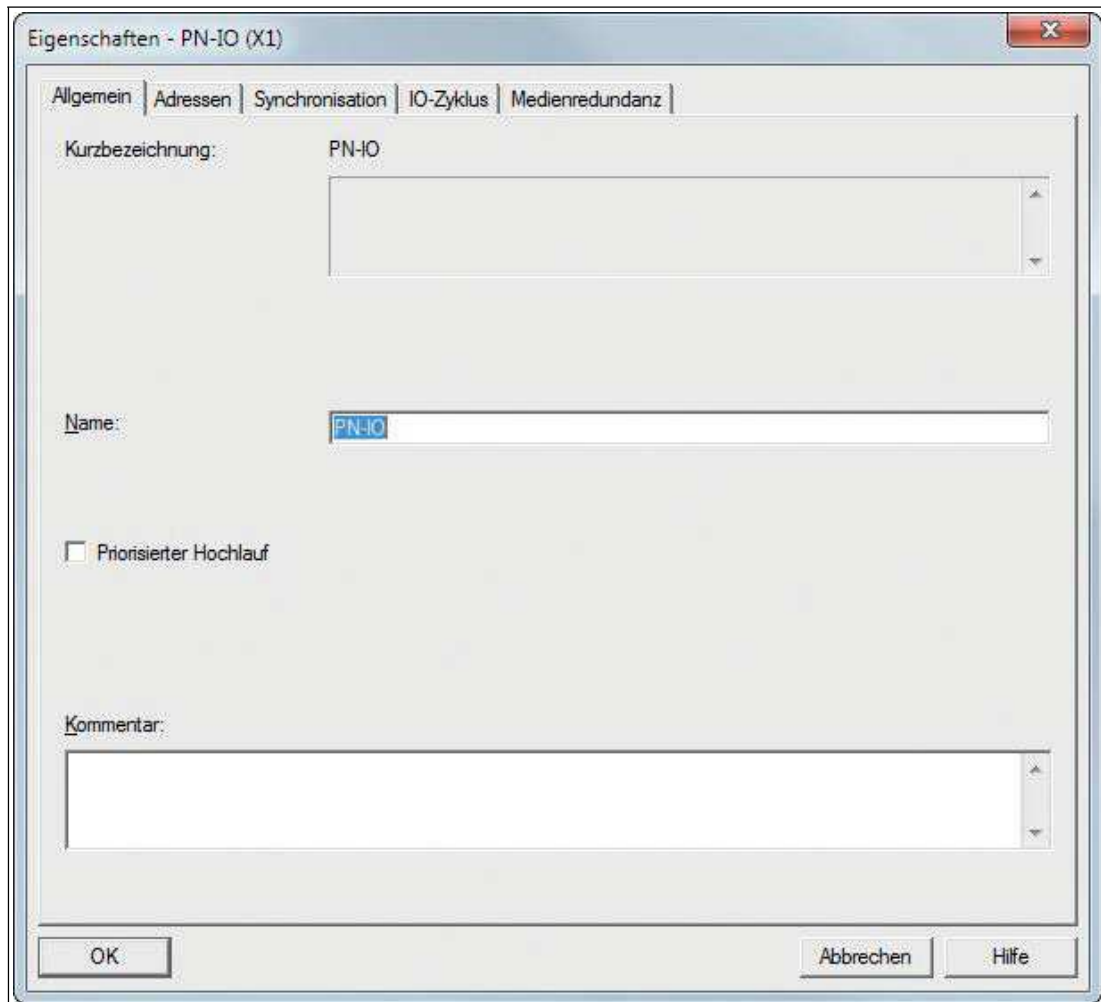 Eigenschaften - PN-IO (X1)
Allgemein Adressen Synchronisation IO-Zyklus Medienredundanz
Kurzbezeichnung: PN-IO
Name: PN-IO
Priorisierter Hochlauf
Kommentar:
OK Abbrechen Hilfe